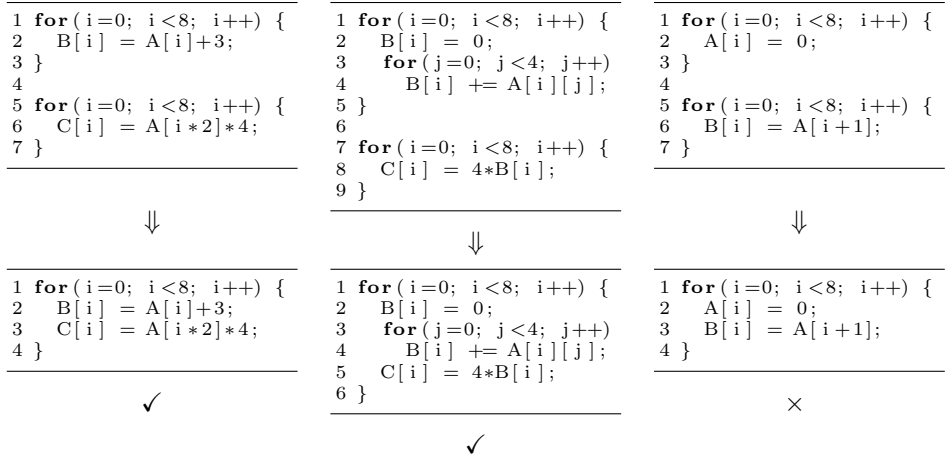 1 for(i=0; i<8; i++) {
2   B[i] = A[i]+3;
3 }
4
5 for(i=0; i<8; i++) {
6   C[i] = A[i*2]*4;
7 }
⇓
1 for(i=0; i<8; i++) {
2   B[i] = A[i]+3;
3   C[i] = A[i*2]*4;
4 }
✓
1 for(i=0; i<8; i++) {
2   B[i] = 0;
3   for(j=0; j<4; j++)
4     B[i] += A[i][j];
5 }
6
7 for(i=0; i<8; i++) {
8   C[i] = 4*B[i];
9 }
⇓
1 for(i=0; i<8; i++) {
2   B[i] = 0;
3   for(j=0; j<4; j++)
4     B[i] += A[i][j];
5   C[i] = 4*B[i];
6 }
✓
1 for(i=0; i<8; i++) {
2   A[i] = 0;
3 }
4
5 for(i=0; i<8; i++) {
6   B[i] = A[i+1];
7 }
⇓
1 for(i=0; i<8; i++) {
2   A[i] = 0;
3   B[i] = A[i+1];
4 }
×